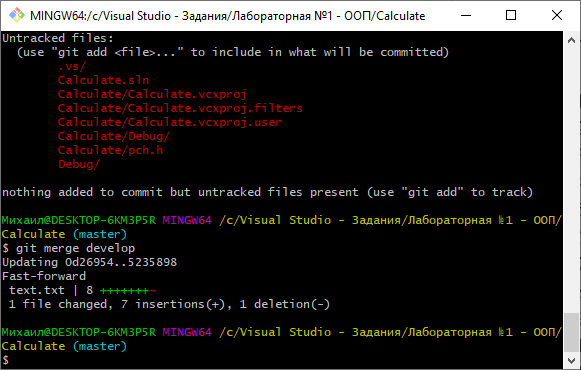 MINGW64:/c/Visual Studio - Задания/Лабораторная №1 - ООП/Calculate
Untracked files:
  (use "git add <file>..." to include in what will be committed)
        .vs/
        Calculate.sln
        Calculate/Calculate.vcxproj
        Calculate/Calculate.vcxproj.filters
        Calculate/Calculate.vcxproj.user
        Calculate/Debug/
        Calculate/pch.h
        Debug/

nothing added to commit but untracked files present (use "git add" to track)

Михаил@DESKTOP-6KM3P5R MINGW64 /c/Visual Studio - Задания/Лабораторная №1 - ООП/
Calculate (master)
$ git merge develop
Updating 0d26954..5235898
Fast-forward
 text.txt | 8 +++++++-
 1 file changed, 7 insertions(+), 1 deletion(-)

Михаил@DESKTOP-6KM3P5R MINGW64 /c/Visual Studio - Задания/Лабораторная №1 - ООП/
Calculate (master)
$